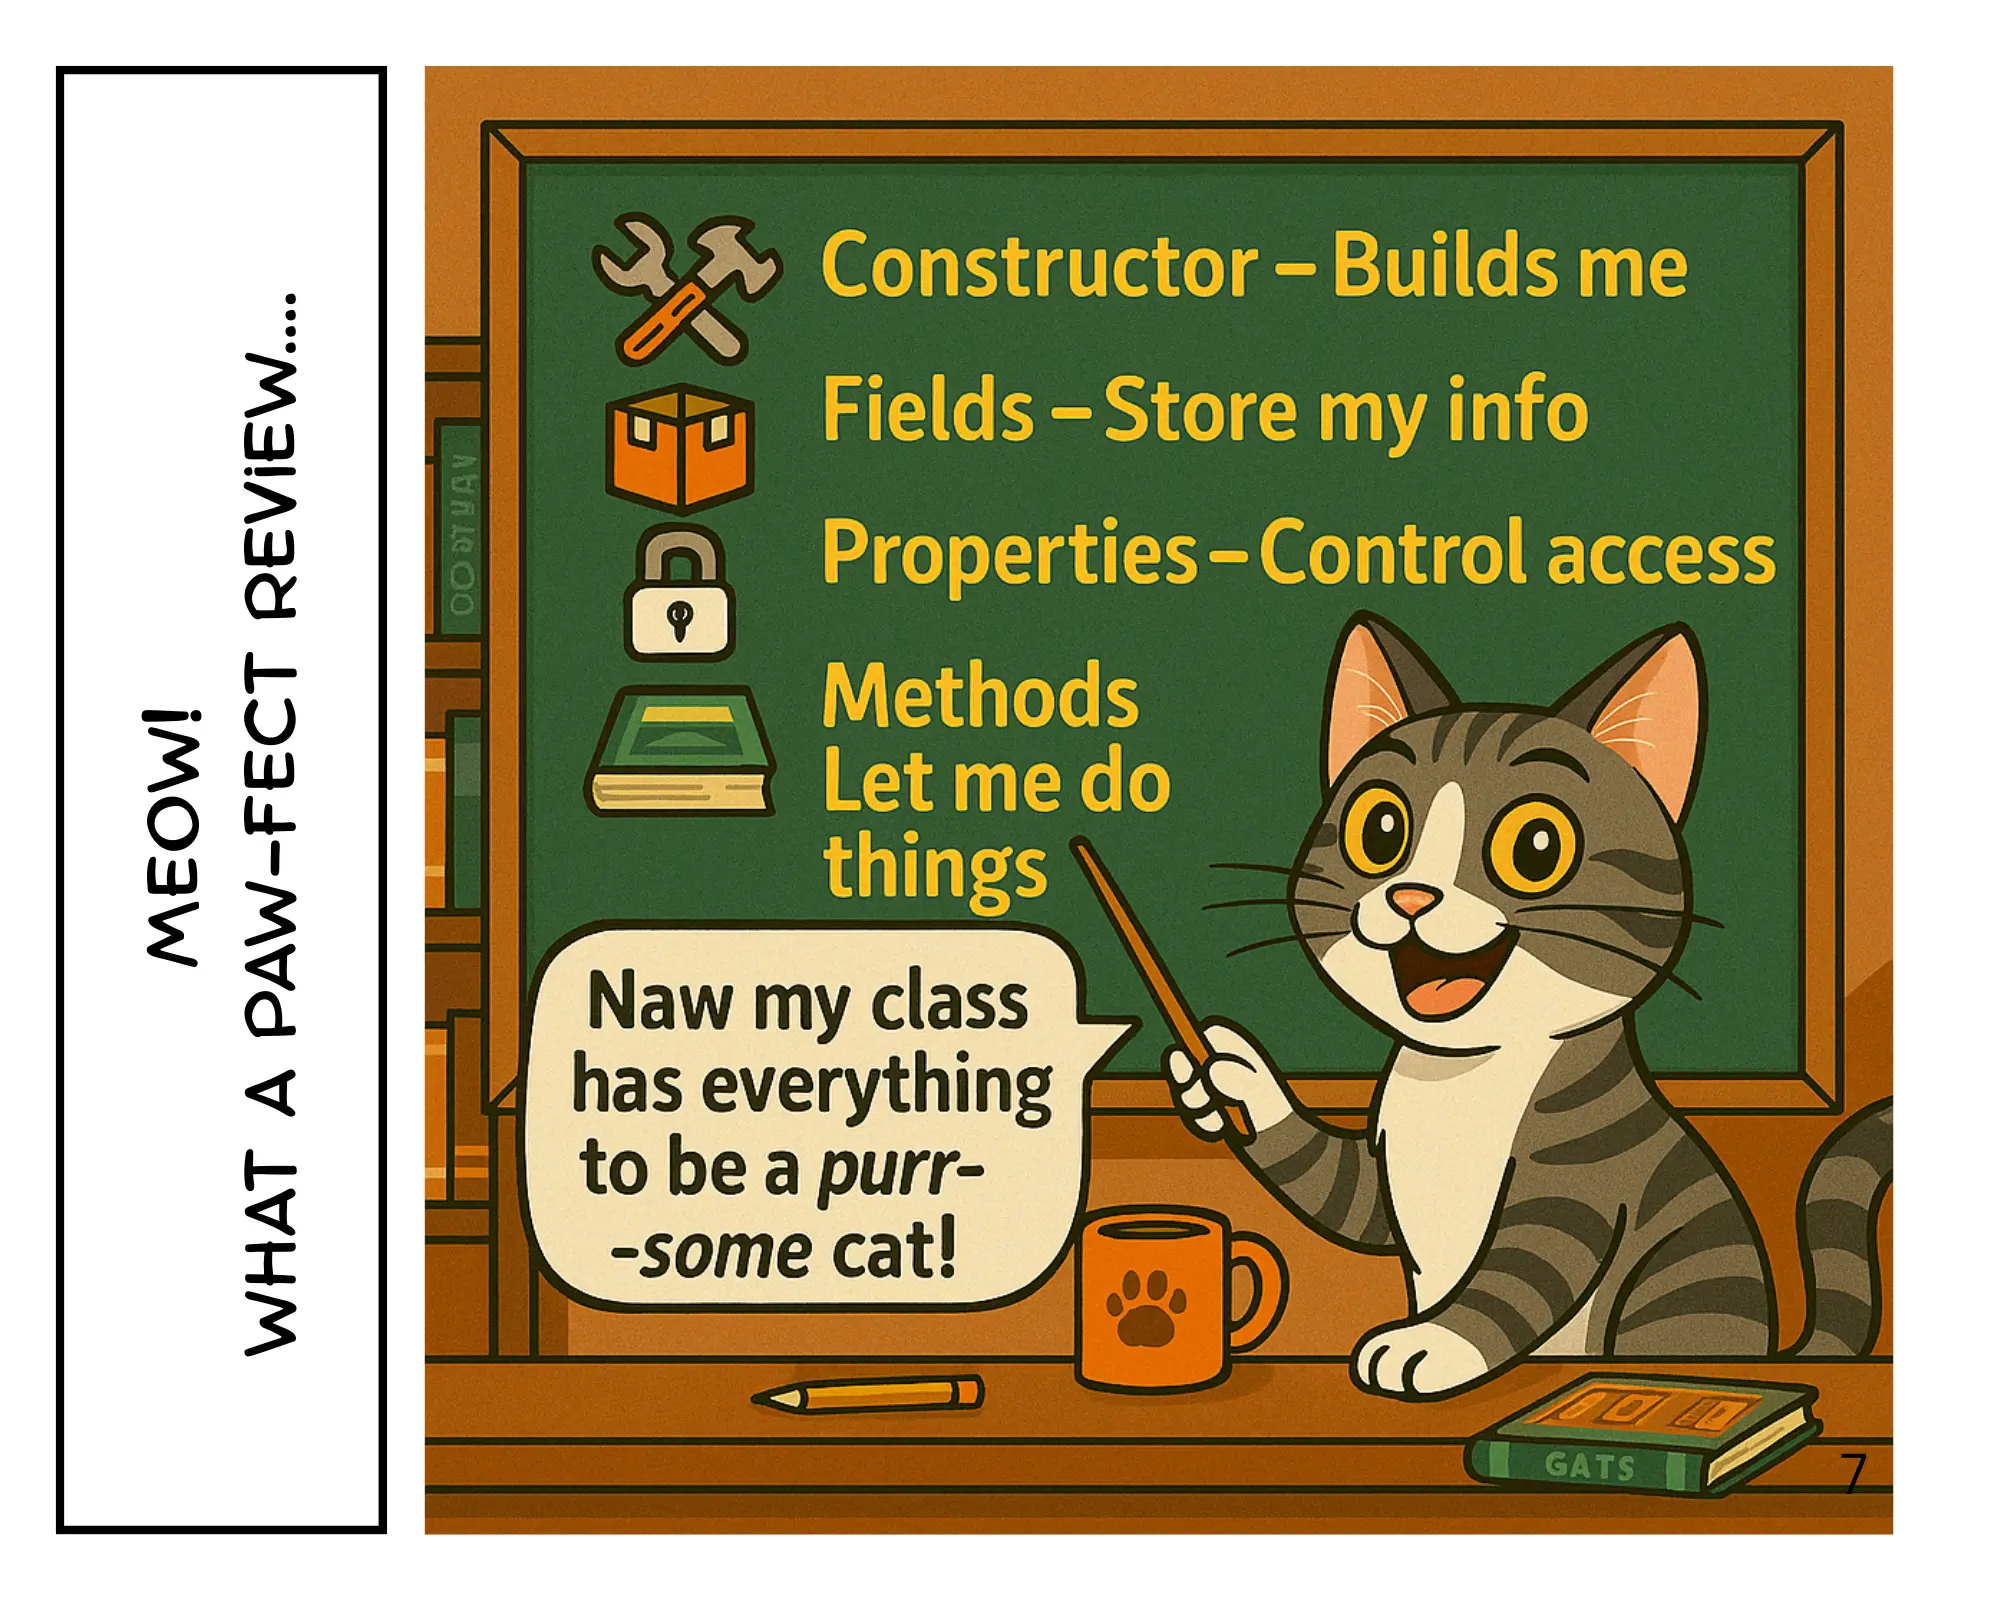 MEOW!
WHAT A PAW-FECT REVIEW....
Constructor – Builds me
Fields – Store my info
Properties – Control access
Methods
Let me do
things
Naw my class
has everything
to be a purr-
-some cat!
GATS
7